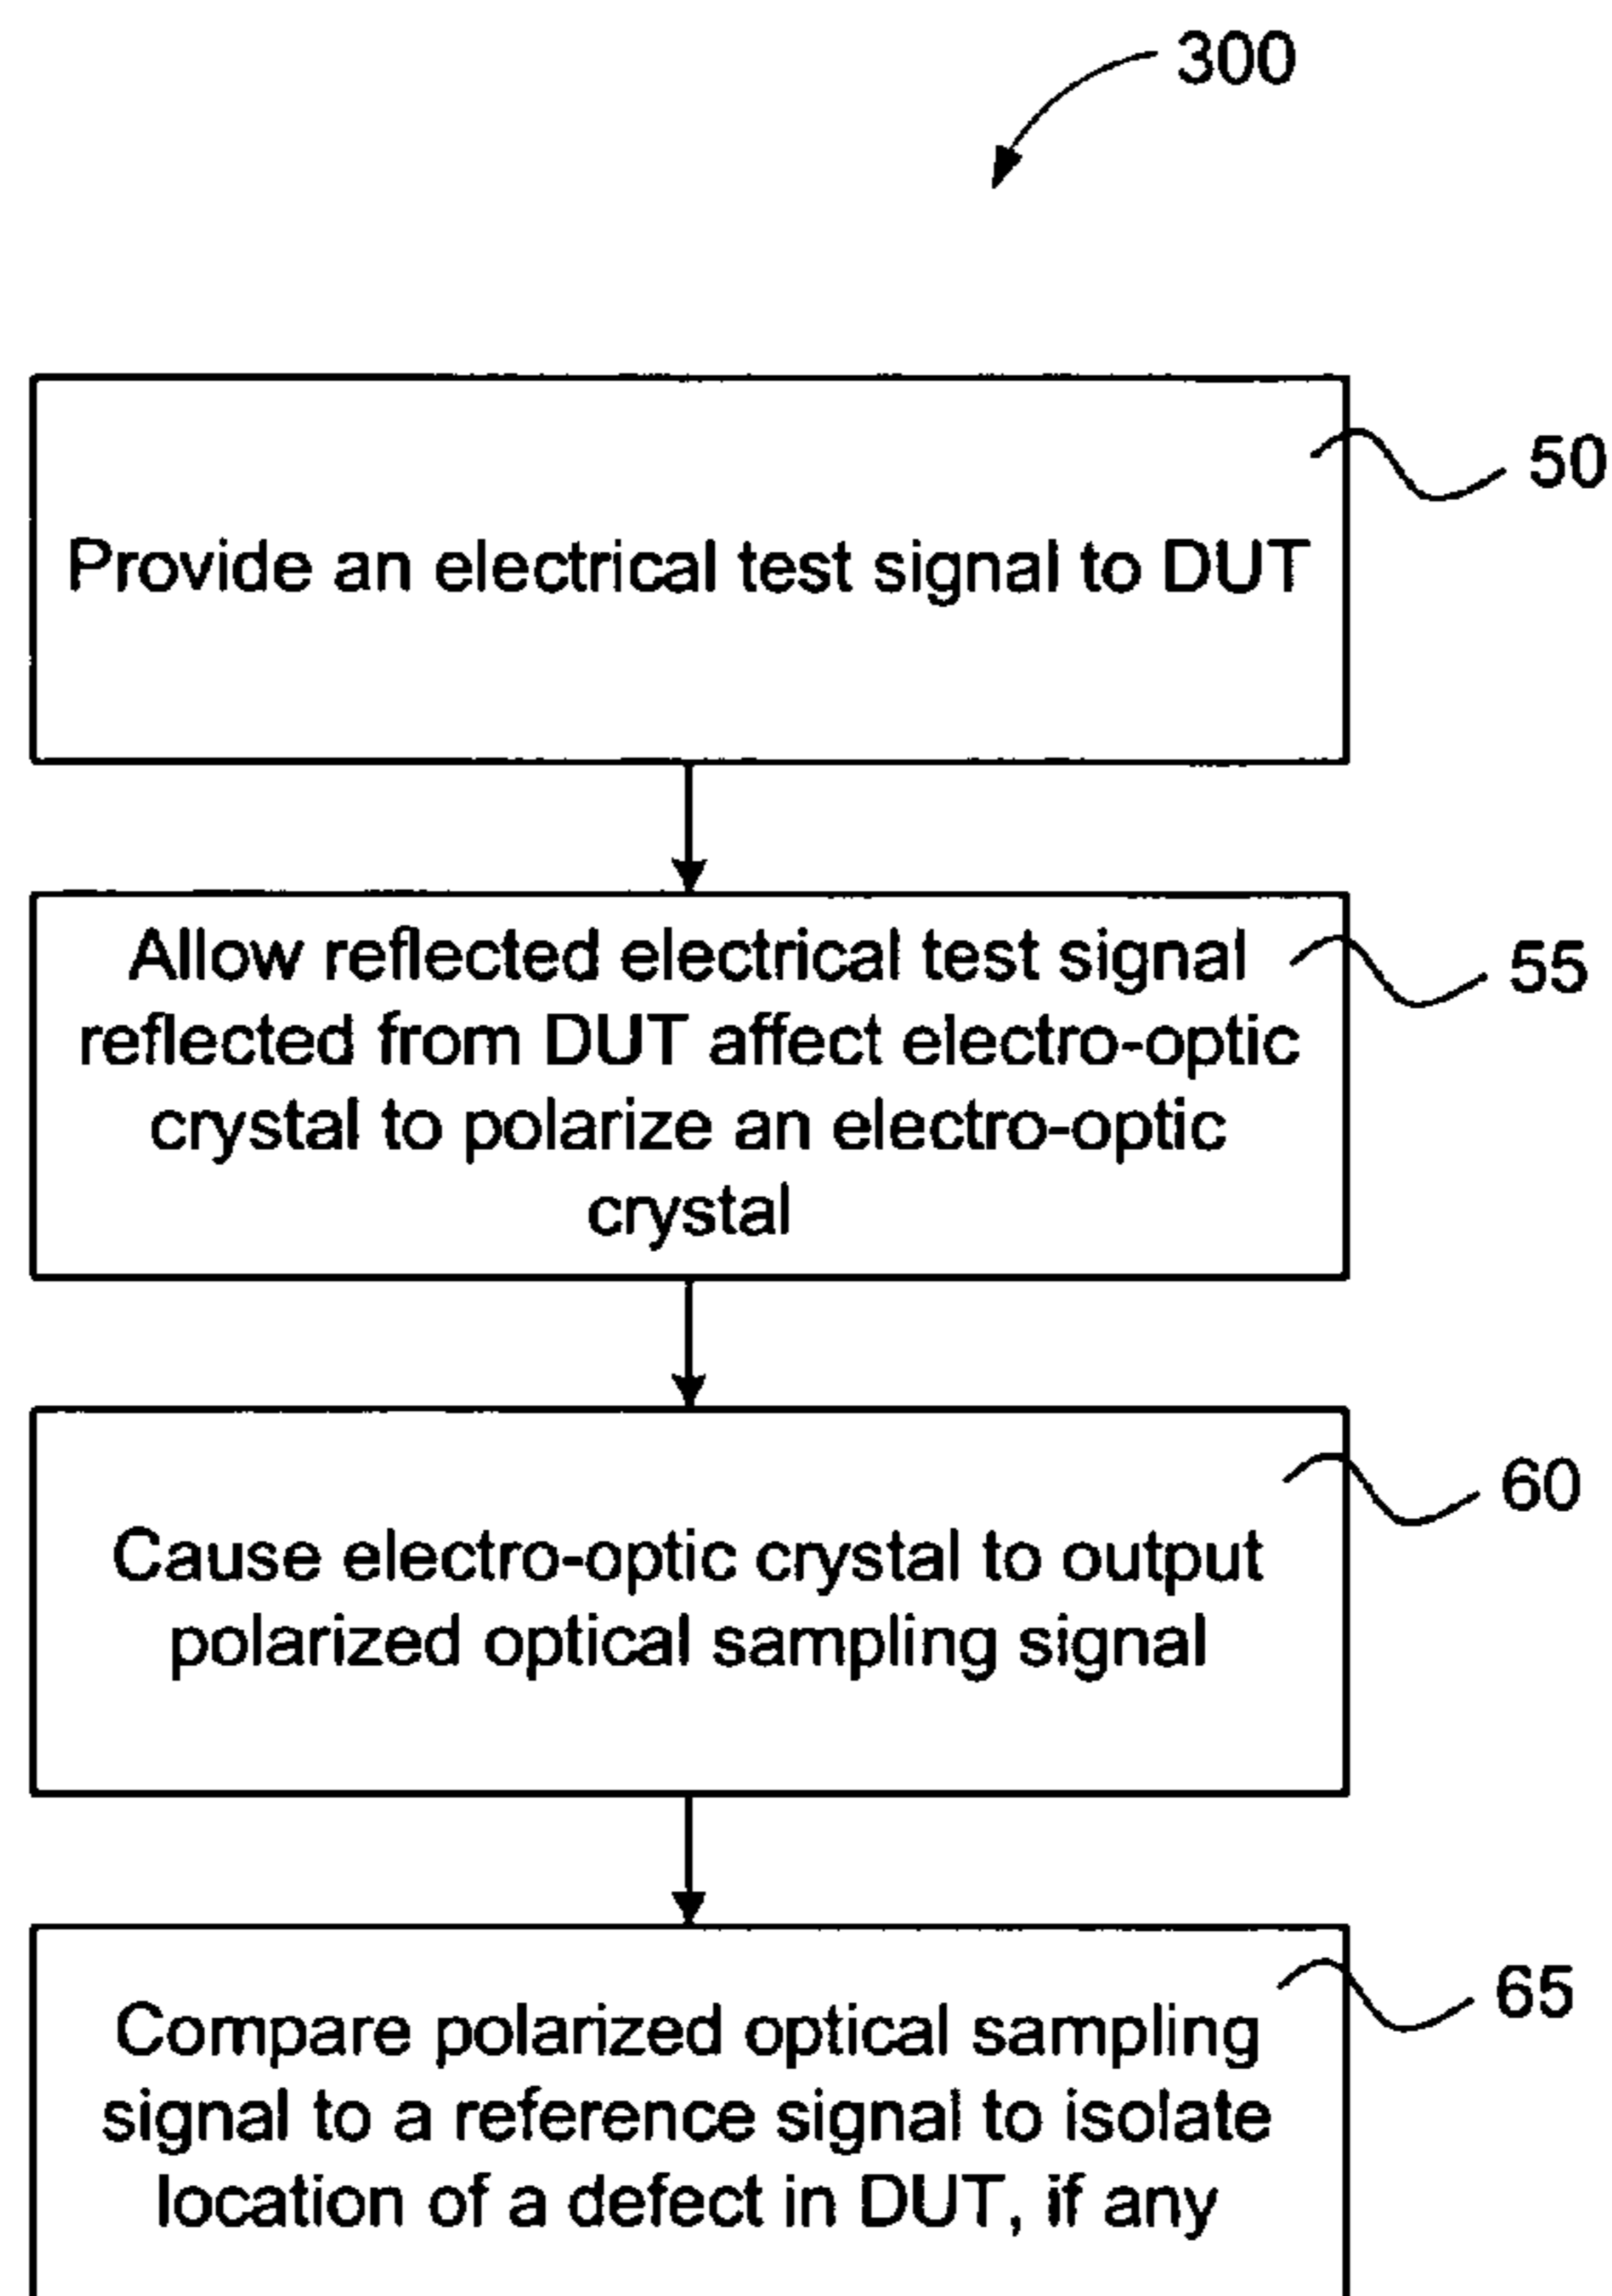 300
50
Provide an electrical test signal to DUT
Allow reflected electrical test signal
55
reflected from DUT affect electro-optic
crystal to polarize an electro-optic
crystal
60
Cause electro-optic crystal to output
polarized optical sampling signal
65
Compare polarized optical sampling
signal to a reference signal to isolate
location of a defect in DUT, if any